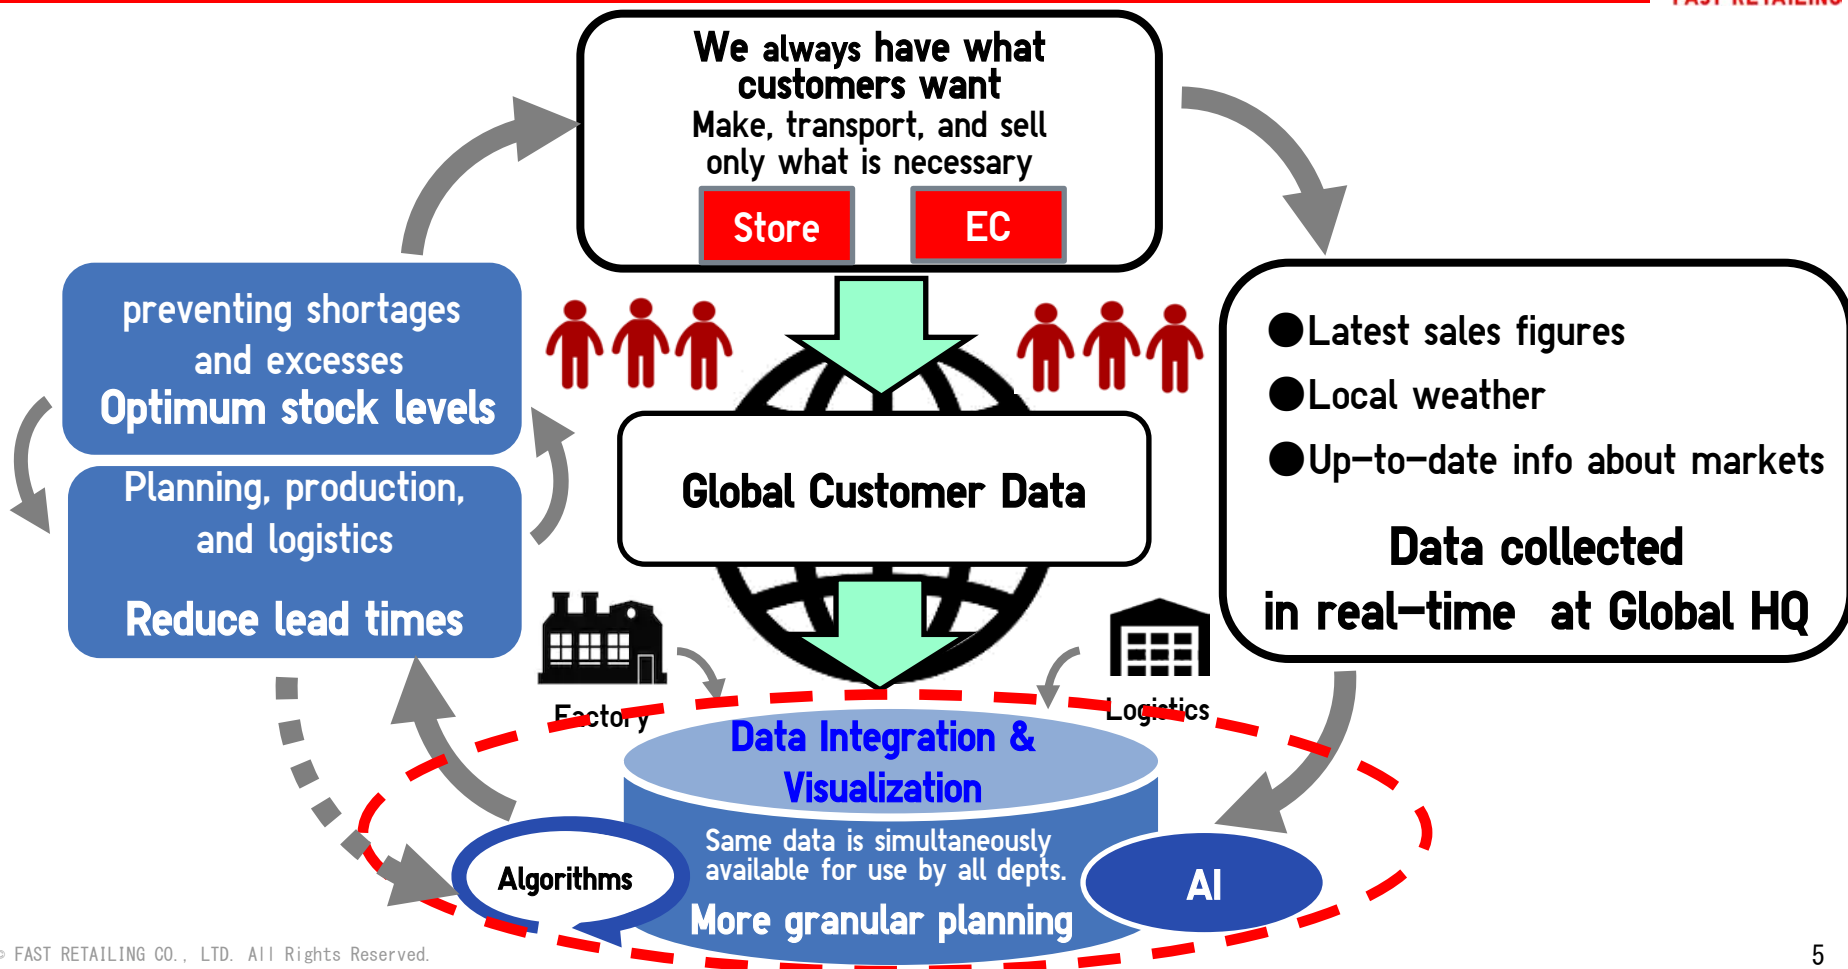 FAST RETAILING
We always have what
customers want
Make, transport, and sell
only what is necessary
Store
EC
preventing shortages
and excesses
Optimum stock levels
Planning, production,
and logistics
Reduce lead times
Global Customer Data
●Latest sales figures
●Local weather
●Up-to-date info about markets
Data collected
in real-time at Global HQ
Factory
Logistics
Data Integration &
Visualization
Same data is simultaneously
available for use by all depts.
More granular planning
Algorithms
AI
© FAST RETAILING CO., LTD. All Rights Reserved.
5